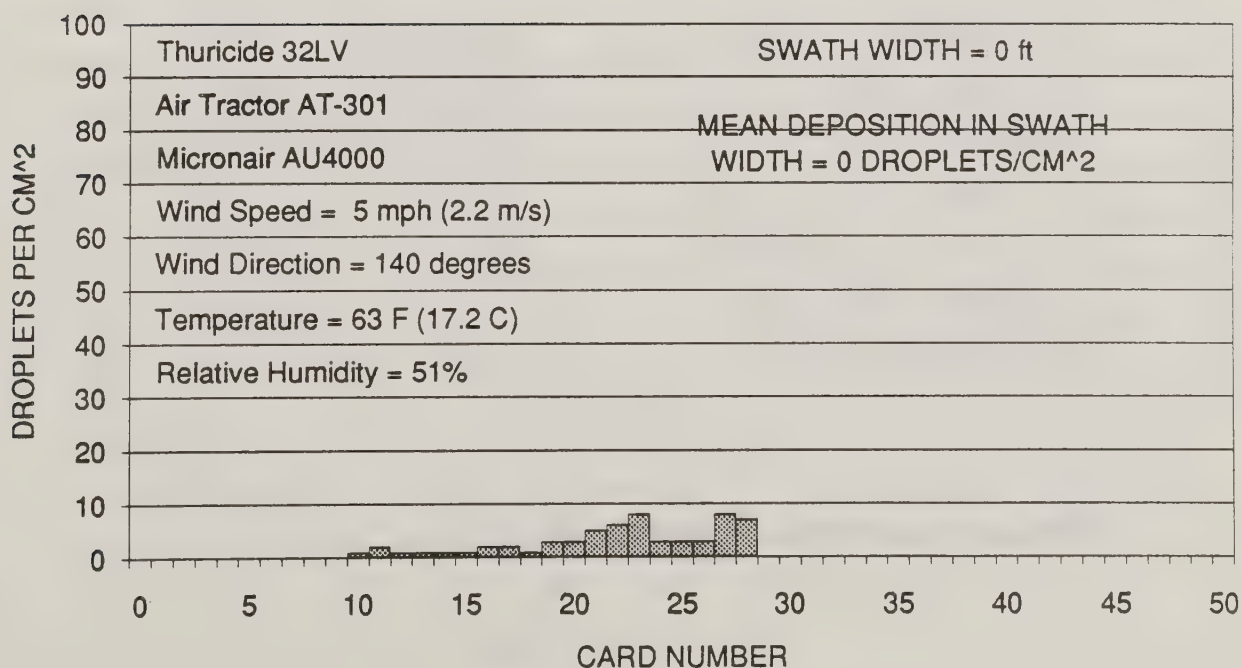 100
90
80
70
60
50
40
30
20
10
0
DROPLETS PER CM^2
Thuricide 32LV
Air Tractor AT-301
Micronair AU4000
Wind Speed = 5 mph (2.2 m/s)
Wind Direction = 140 degrees
Temperature = 63 F (17.2 C)
Relative Humidity = 51%
SWATH WIDTH = 0 ft
MEAN DEPOSITION IN SWATH
WIDTH = 0 DROPLETS/CM^2
0 5 10 15 20 25 30 35 40 45 50
CARD NUMBER